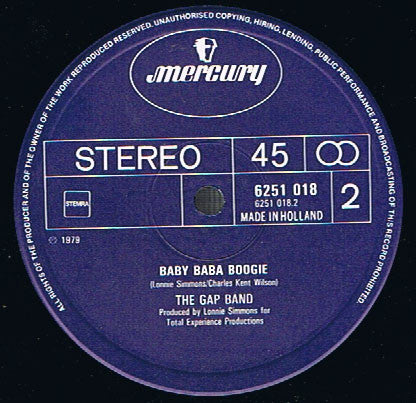 ALL RIGHTS OF THE PRODUCER AND OF THE OWNER OF THE WORK REPRODUCED RESERVED. UNAUTHORISED COPYING, HIRING, LENDING, PUBLIC PERFORMANCE AND BROADCASTING OF THIS RECORD PROHIBITED
mercury
STEREO 45
STEMRA
6251 018
6251 018.2
MADE IN HOLLAND
2
℗ 1979
BABY BABA BOOGIE
(Lonnie Simmons/Charles Kent Wilson)
THE GAP BAND
Produced by Lonnie Simmons for
Total Experience Productions